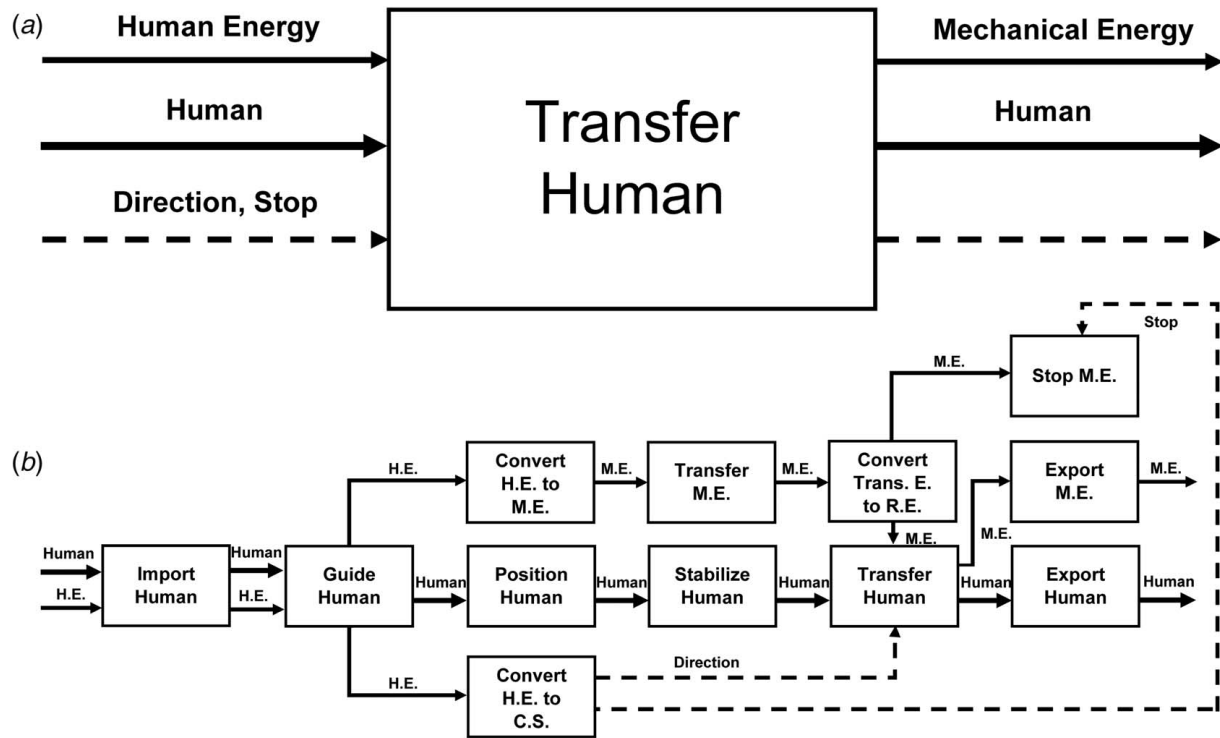 (a)
Human Energy
Mechanical Energy
Human
Transfer
Human
Human
Direction, Stop
Stop
M.E.
Stop M.E.
(b)
H.E.
Convert
H.E. to
M.E.
M.E.
Transfer
M.E.
M.E.
Convert
Trans. E.
to R.E.
Export
M.E.
M.E.
M.E.
M.E.
Human
H.E.
Import
Human
Human
H.E.
Guide
Human
Human
Position
Human
Human
Stabilize
Human
Human
Transfer
Human
Human
Export
Human
Human
H.E.
Convert
H.E. to
C.S.
Direction